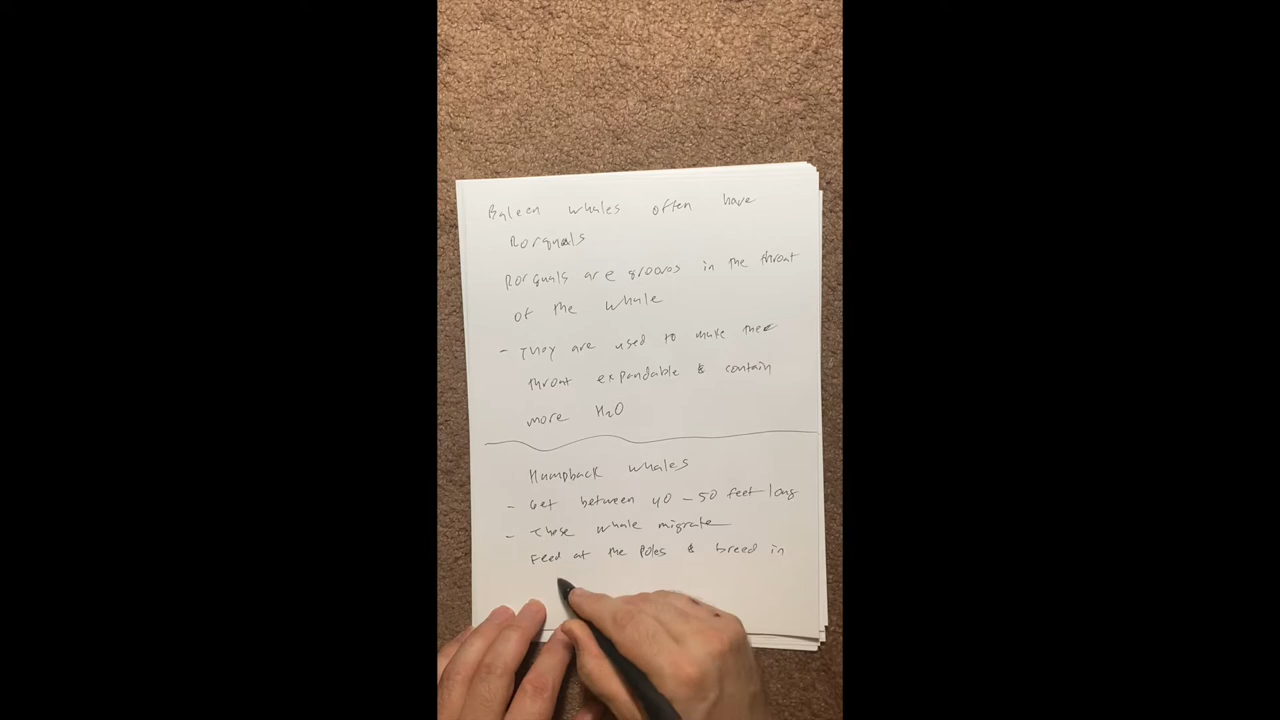 Baleen whales often have
Rorquals
Rorquals are grooves in the throat
of the whale
- They are used to make the
throat expandable & contain
more H₂O
Humpback whales
- Get between 40 - 50 feet long
- These whale migrate
Feed at the Poles & breed in